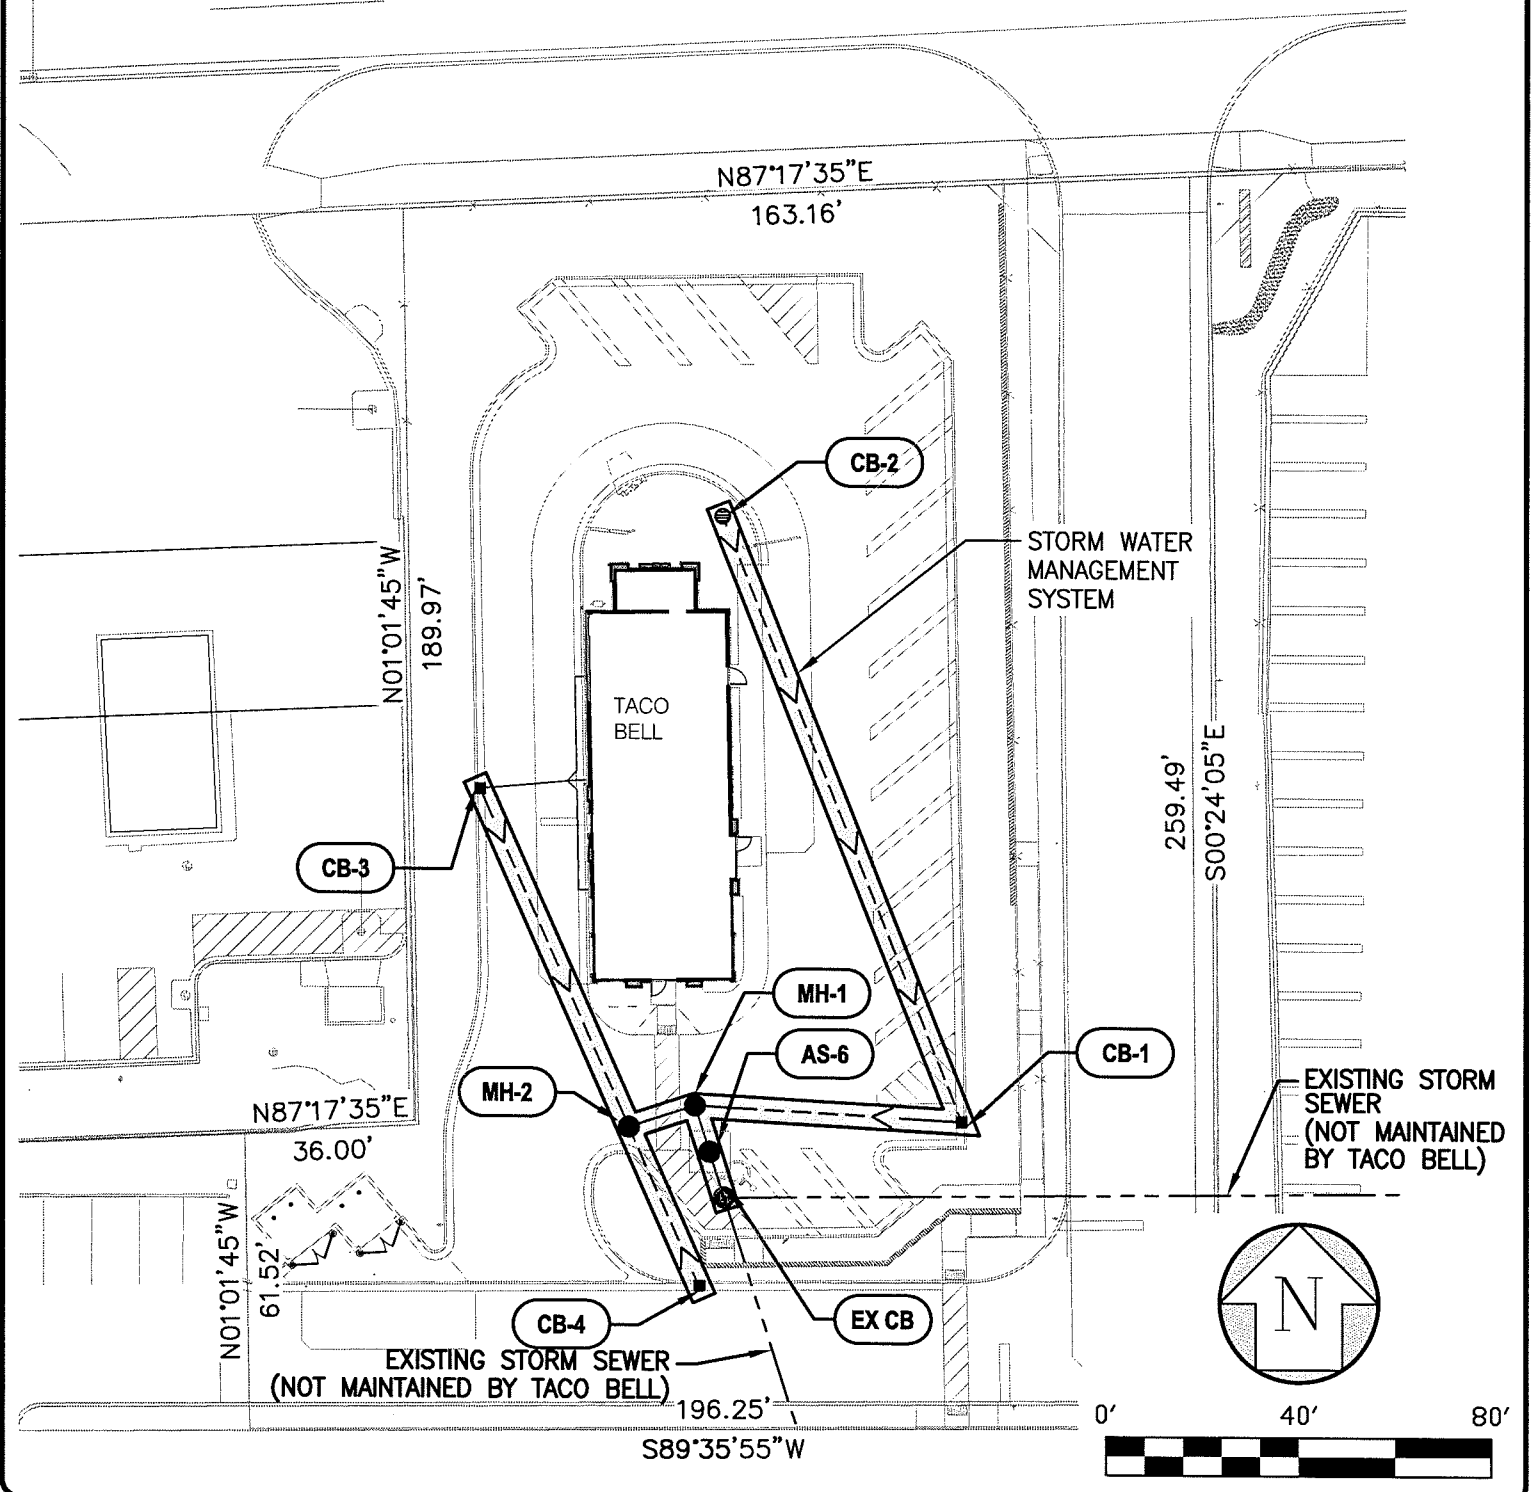 N87°17'35"E
163.16'
CB-2
STORM WATER
MANAGEMENT
SYSTEM
N01°01'45"W
189.97'
TACO
BELL
259.49'
S00°24'05"E
CB-3
MH-1
AS-6
CB-1
MH-2
EXISTING STORM
SEWER
(NOT MAINTAINED
BY TACO BELL)
N87°17'35"E
36.00'
N01°01'45"W
61.52'
CB-4
EX CB
EXISTING STORM SEWER
(NOT MAINTAINED BY TACO BELL)
196.25'
S89°35'55"W
N
0' 40' 80'